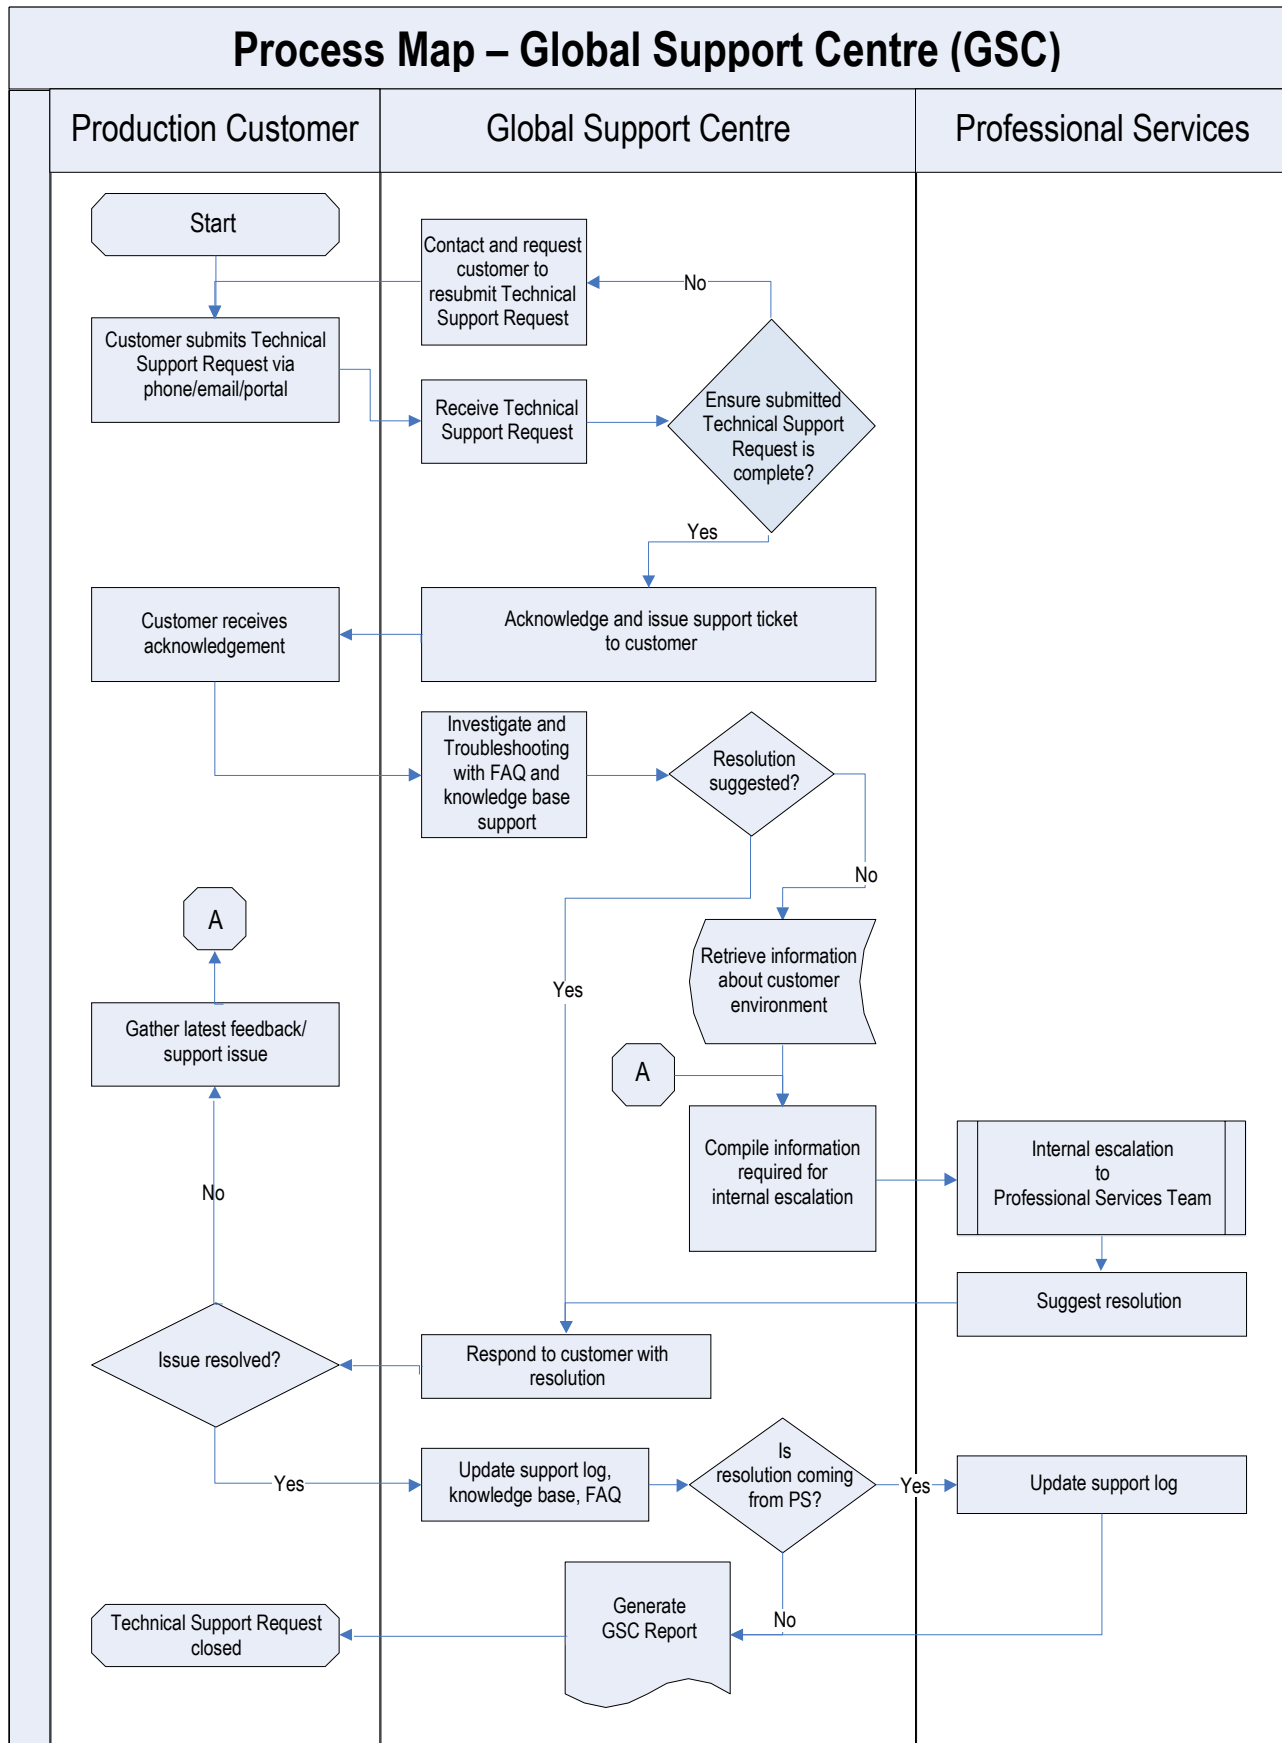 Process Map – Global Support Centre (GSC)
Production Customer
Global Support Centre
Professional Services
Start
Contact and request
customer to
resubmit Technical
Support Request
No
Customer submits Technical
Support Request via
phone/email/portal
Receive Technical
Support Request
Ensure submitted
Technical Support
Request is
complete?
Yes
Customer receives
acknowledgement
Acknowledge and issue support ticket
to customer
Investigate and
Troubleshooting
with FAQ and
knowledge base
support
Resolution
suggested?
No
Yes
A
Retrieve information
about customer
environment
Gather latest feedback/
support issue
A
Compile information
required for
internal escalation
Internal escalation
to
Professional Services Team
No
Suggest resolution
Issue resolved?
Respond to customer with
resolution
Yes
Update support log,
knowledge base, FAQ
Is
resolution coming
from PS?
Yes
Update support log
No
Generate
GSC Report
Technical Support Request
closed